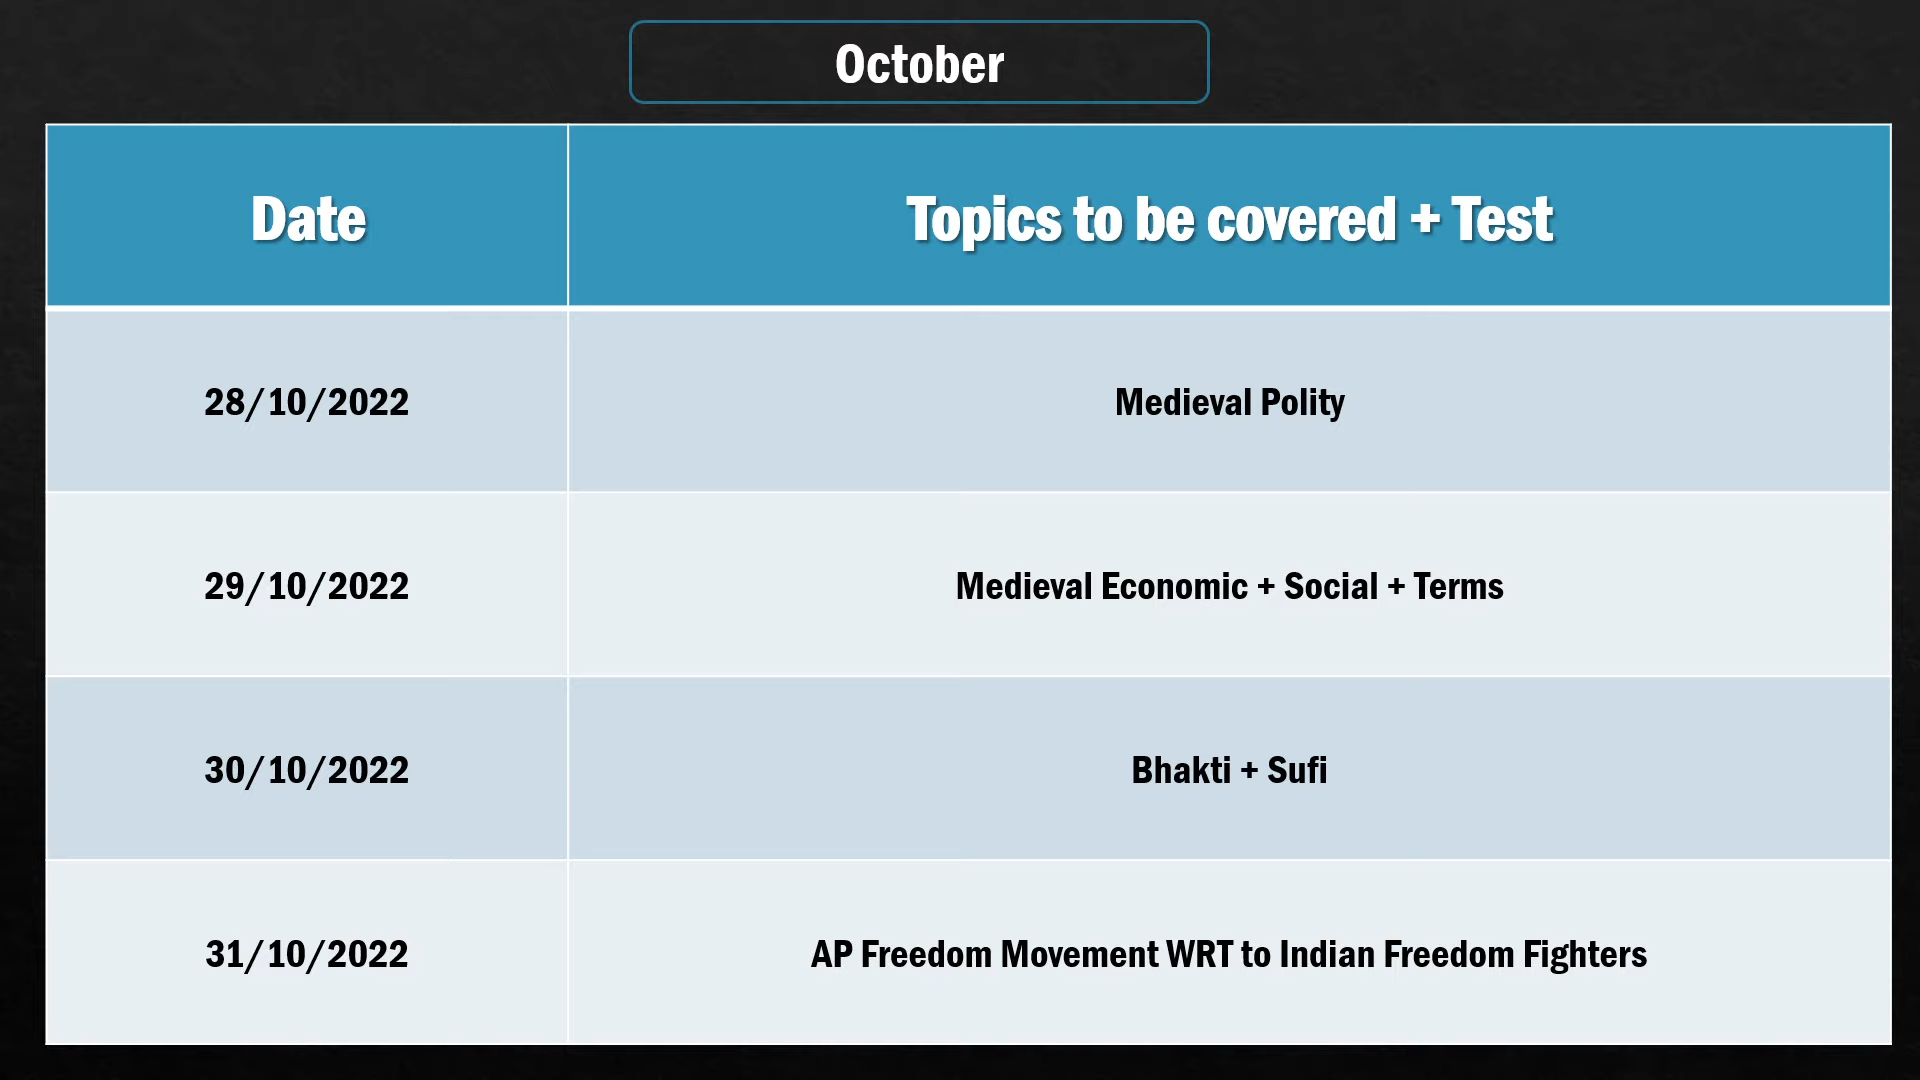 October
Date
Topics to be covered + Test
28/10/2022
Medieval Polity
29/10/2022
Medieval Economic + Social + Terms
30/10/2022
Bhakti + Sufi
31/10/2022
AP Freedom Movement WRT to Indian Freedom Fighters